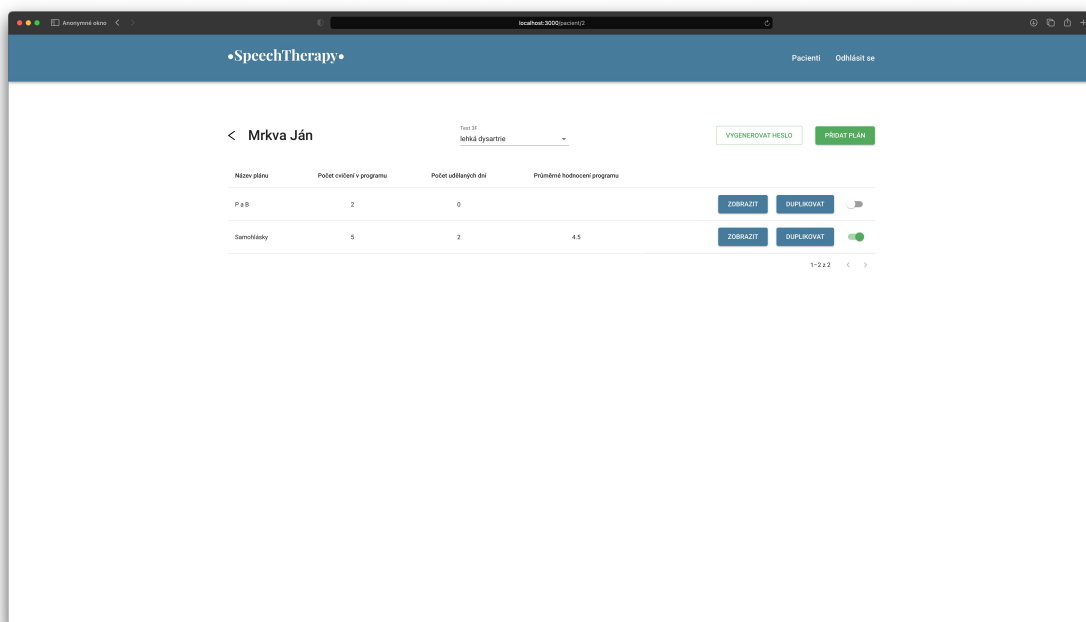 Anonymné okno
localhost:3000/pacient/2
•SpeechTherapy•
Pacienti Odhlásit se
Test 3F
< Mrkva Ján
lehká dysartrie
VYGENEROVAT HESLO
PŘIDAT PLÁN
Název plánu Počet cvičení v programu Počet udělaných dní Průměrné hodnocení programu
P a B 2 0 ZOBRAZIT DUPLIKOVAT
Samohlásky 5 2 4.5 ZOBRAZIT DUPLIKOVAT
1–2 z 2